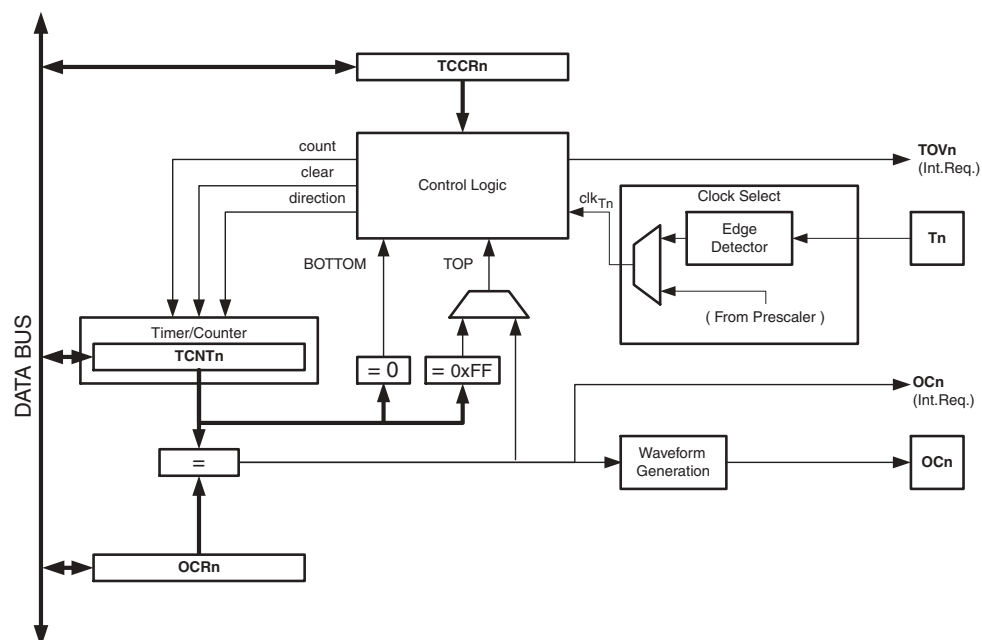 TCCRn
count
clear
direction
Control Logic
TOVn
(Int.Req.)
clkTn
Clock Select
Edge
Detector
Tn
( From Prescaler )
BOTTOM
TOP
DATA BUS
Timer/Counter
TCNTn
= 0
= 0xFF
OCn
(Int.Req.)
=
Waveform
Generation
OCn
OCRn